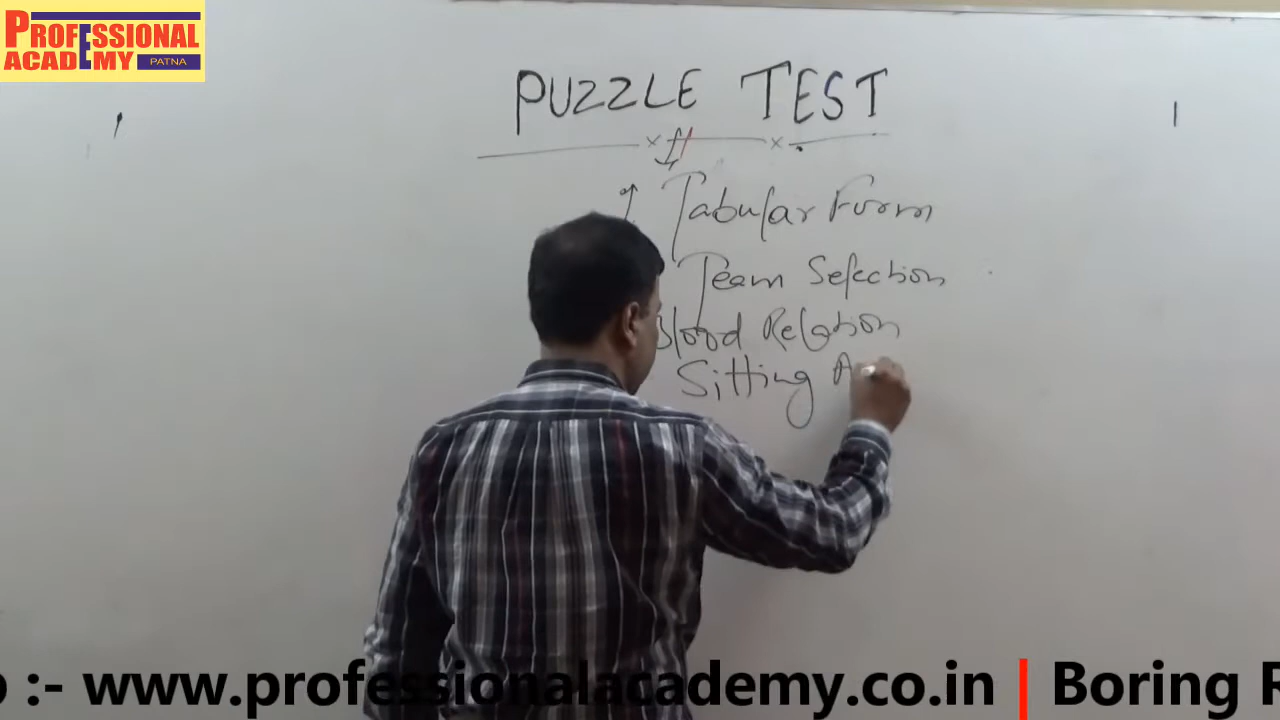 PROFESSIONAL
ACADEMY PATNA
PUZZLE TEST
Tabular Form
Team Selection
Blood Relation
Sitting A
:- www.professionalacademy.co.in | Boring R